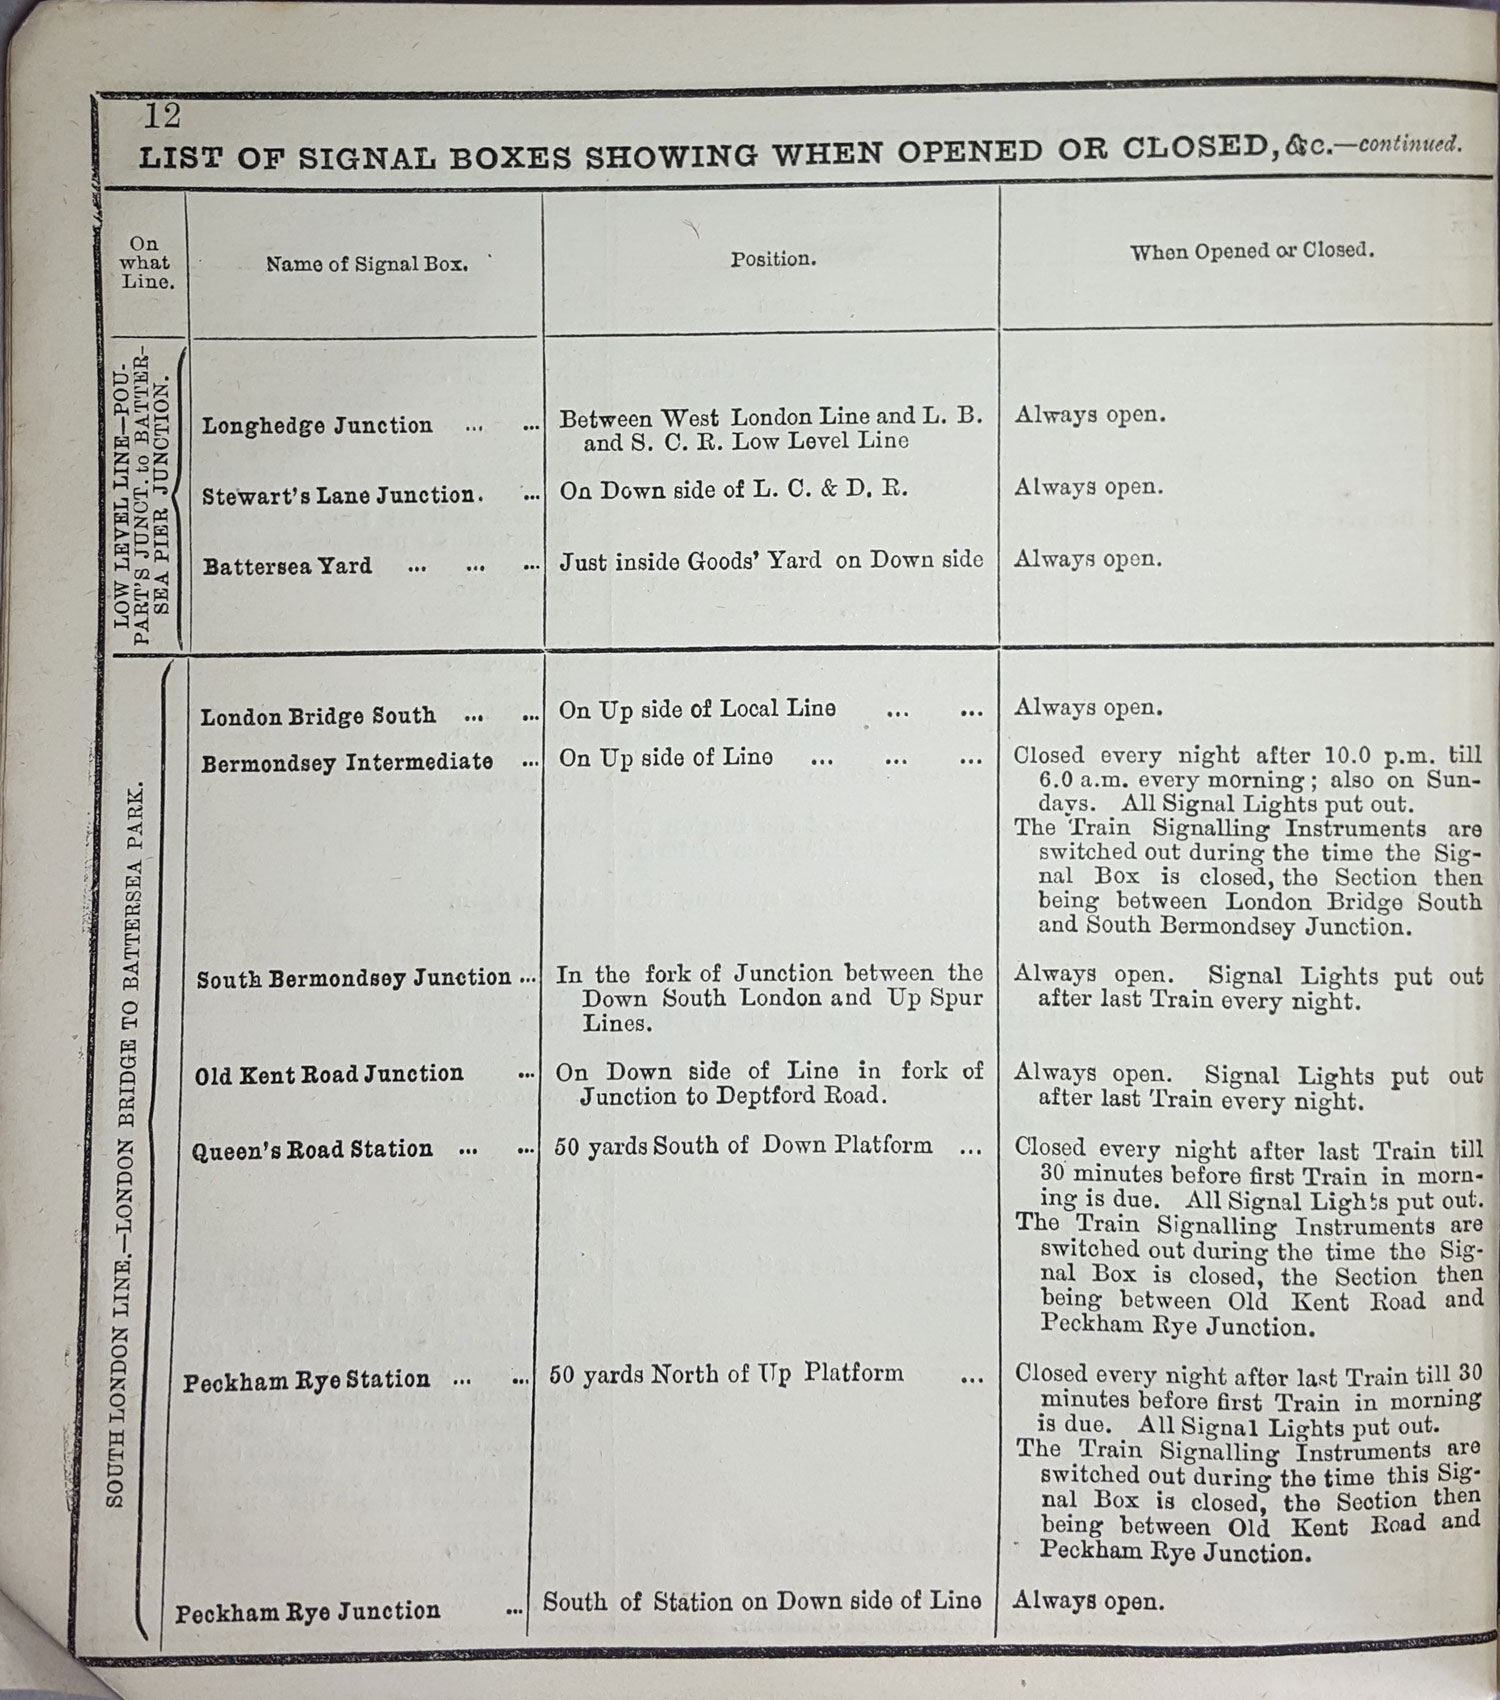 12
LIST OF SIGNAL BOXES SHOWING WHEN OPENED OR CLOSED, &c.—continued.
On
what
Line.
Name of Signal Box.
Position.
When Opened or Closed.
LOW LEVEL LINE—POU-
PART'S JUNCT. to BATTER-
SEA PIER JUNCTION.
Longhedge Junction ... ...
Between West London Line and L. B.
and S. C. R. Low Level Line
Always open.
Stewart's Lane Junction. ...
On Down side of L. C. & D. R.
Always open.
Battersea Yard ... ... ...
Just inside Goods' Yard on Down side
Always open.
SOUTH LONDON LINE.—LONDON BRIDGE TO BATTERSEA PARK.
London Bridge South ... ...
On Up side of Local Line ... ...
Always open.
Bermondsey Intermediate ...
On Up side of Line ... ... ...
Closed every night after 10.0 p.m. till
6.0 a.m. every morning; also on Sun-
days. All Signal Lights put out.
The Train Signalling Instruments are
switched out during the time the Sig-
nal Box is closed, the Section then
being between London Bridge South
and South Bermondsey Junction.
South Bermondsey Junction ...
In the fork of Junction between the
Down South London and Up Spur
Lines.
Always open. Signal Lights put out
after last Train every night.
Old Kent Road Junction ...
On Down side of Line in fork of
Junction to Deptford Road.
Always open. Signal Lights put out
after last Train every night.
Queen's Road Station ... ...
50 yards South of Down Platform ...
Closed every night after last Train till
30 minutes before first Train in morn-
ing is due. All Signal Lights put out.
The Train Signalling Instruments are
switched out during the time the Sig-
nal Box is closed, the Section then
being between Old Kent Road and
Peckham Rye Junction.
Peckham Rye Station ... ...
50 yards North of Up Platform ...
Closed every night after last Train till 30
minutes before first Train in morning
is due. All Signal Lights put out.
The Train Signalling Instruments are
switched out during the time this Sig-
nal Box is closed, the Section then
being between Old Kent Road and
Peckham Rye Junction.
Peckham Rye Junction ...
South of Station on Down side of Line
Always open.